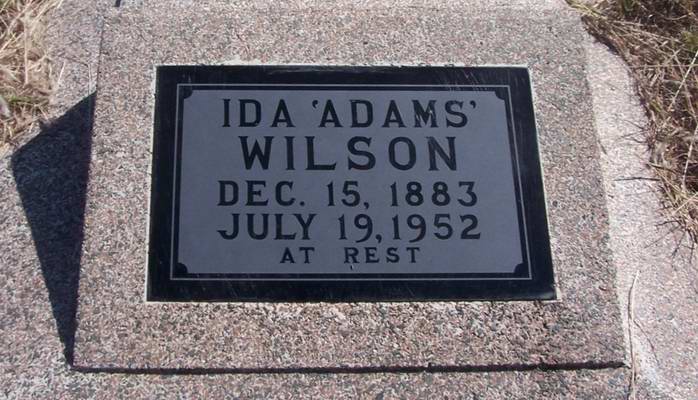 IDA 'ADAMS'
WILSON
DEC. 15, 1883
JULY 19, 1952
AT REST